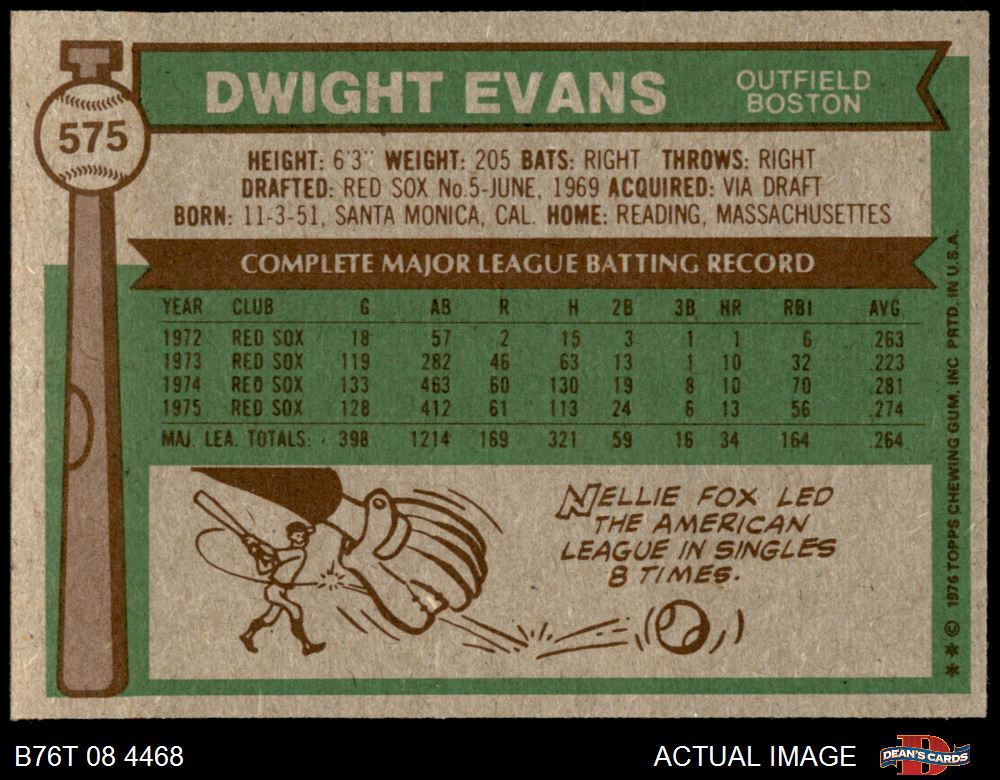 575
DWIGHT EVANS
OUTFIELD
BOSTON
HEIGHT: 6'3" WEIGHT: 205 BATS: RIGHT THROWS: RIGHT
DRAFTED: RED SOX No.5-JUNE, 1969 ACQUIRED: VIA DRAFT
BORN: 11-3-51, SANTA MONICA, CAL. HOME: READING, MASSACHUSETTES
COMPLETE MAJOR LEAGUE BATTING RECORD
YEAR CLUB G AB R H 2B 3B HR RBI AVG.
1972 RED SOX 18 57 2 15 3 1 1 6 .263
1973 RED SOX 119 282 46 63 13 1 10 32 .223
1974 RED SOX 133 463 60 130 19 8 10 70 .281
1975 RED SOX 128 412 61 113 24 6 13 56 .274
MAJ. LEA. TOTALS: 398 1214 169 321 59 16 34 164 .264
NELLIE FOX LED
THE AMERICAN
LEAGUE IN SINGLES
8 TIMES.
** © 1976 TOPPS CHEWING GUM, INC PRTD. IN U.S.A.
B76T 08 4468
ACTUAL IMAGE
D
DEAN'S CARDS